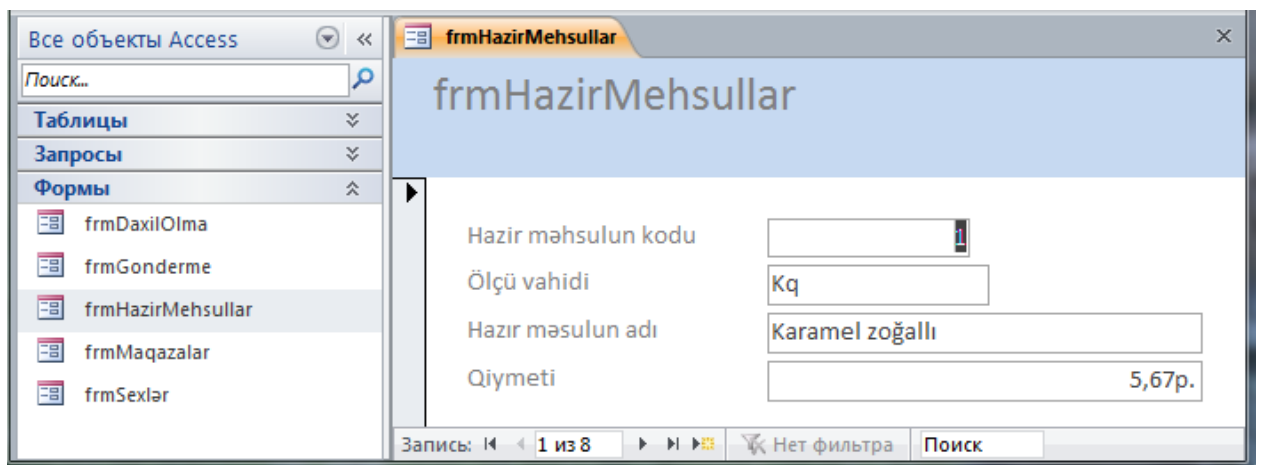 Все объекты Access
Поиск...
Таблицы
Запросы
Формы
frmDaxilOlma
frmGonderme
frmHazirMehsullar
frmMaqazalar
frmSexlər
frmHazirMehsullar
frmHazirMehsullar
Hazir məhsulun kodu 1
Ölçü vahidi Kq
Hazır məsulun adı Karamel zoğallı
Qiymeti 5,67р.
Запись: 1 из 8 Нет фильтра Поиск